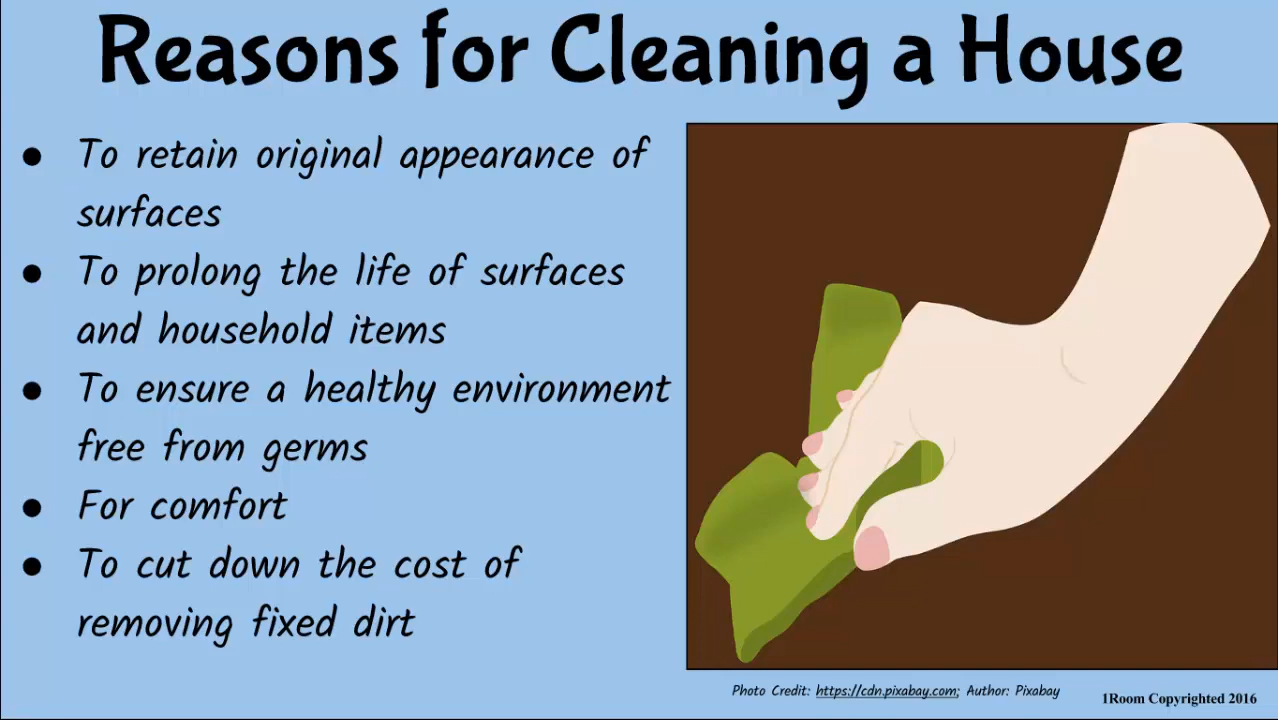 Reasons for Cleaning a House
● To retain original appearance of
surfaces
● To prolong the life of surfaces
and household items
● To ensure a healthy environment
free from germs
● For comfort
● To cut down the cost of
removing fixed dirt
Photo Credit: https://cdn.pixabay.com; Author: Pixabay
1Room Copyrighted 2016